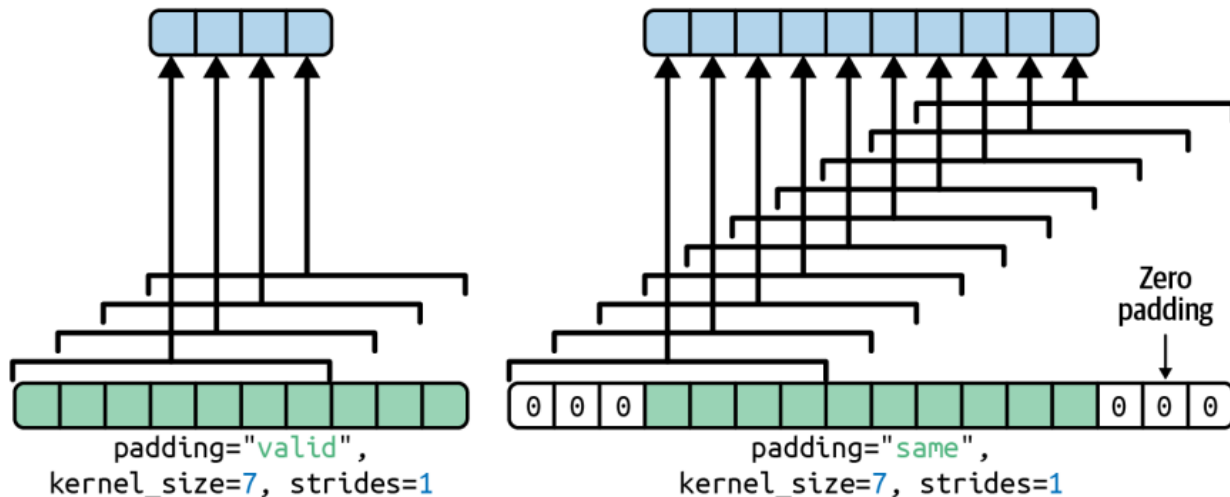 Zero
padding
0 0 0 0 0 0
padding="valid",
kernel_size=7, strides=1
padding="same",
kernel_size=7, strides=1